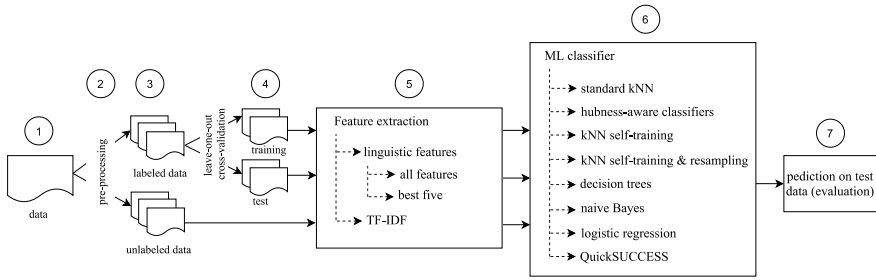 1
data
2
pre-processing
3
labeled data
unlabeled data
leave-one-out
cross-validation
4
training
test
5
Feature extraction
linguistic features
all features
best five
TF-IDF
6
ML classifier
standard kNN
hubness-aware classifiers
kNN self-training
kNN self-training & resampling
decision trees
naive Bayes
logistic regression
QuickSUCCESS
7
pediction on test
data (evaluation)